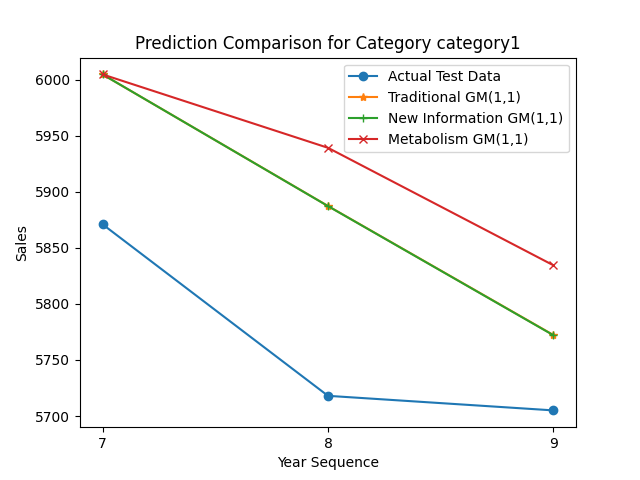 Prediction Comparison for Category category1
Actual Test Data
Traditional GM(1,1)
New Information GM(1,1)
Metabolism GM(1,1)
6000
5950
5900
5850
5800
5750
5700
Sales
7
8
9
Year Sequence